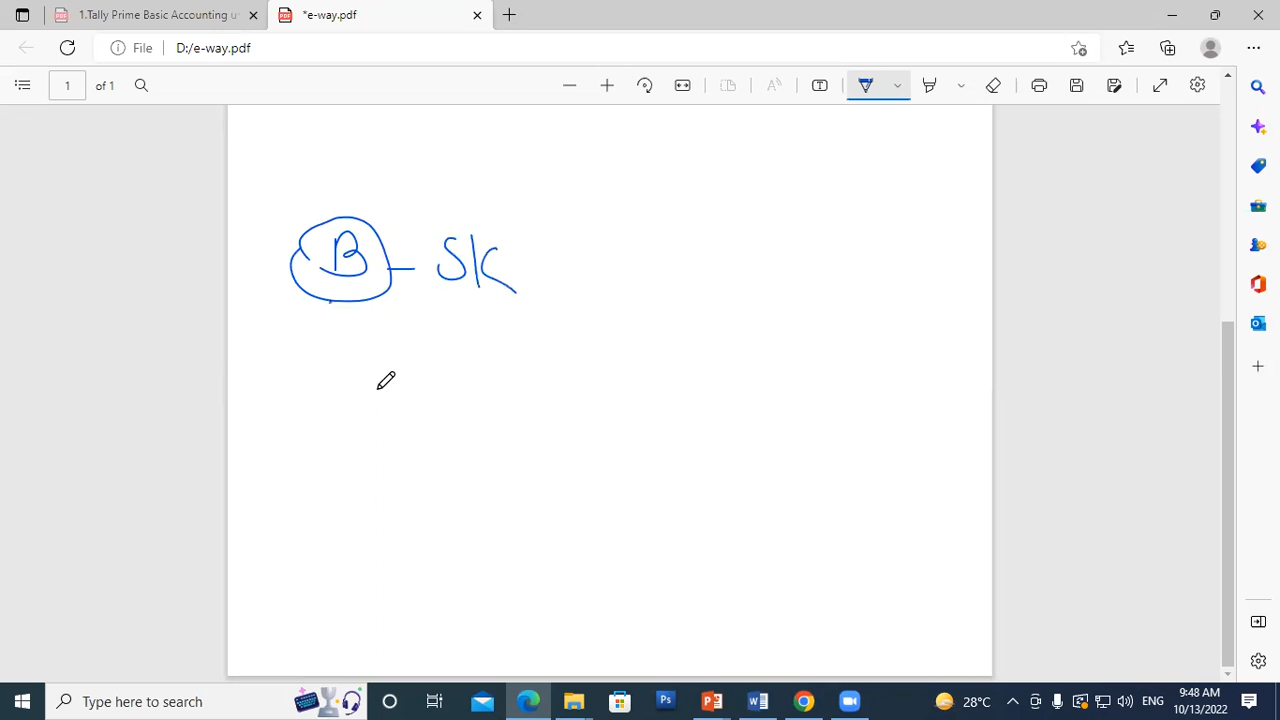 1.Tally Prime Basic Accounting u
*e-way.pdf
File
D:/e-way.pdf
1 of 1
B - SK
Type here to search
28°C
ENG
9:48 AM
10/13/2022